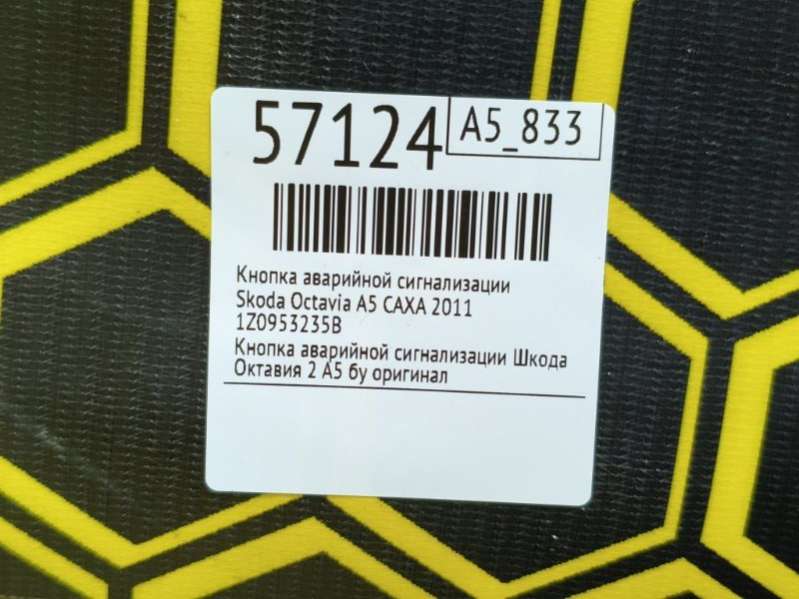 57124
A5_833
Кнопка аварийной сигнализации
Skoda Octavia A5 CAXA 2011
1Z0953235B
Кнопка аварийной сигнализации Шкода
Октавия 2 А5 бу оригинал